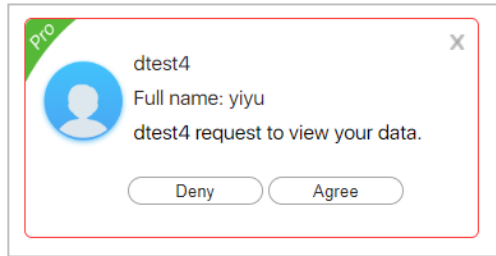 Pro
X
dtest4
Full name: yiyu
dtest4 request to view your data.
Deny
Agree